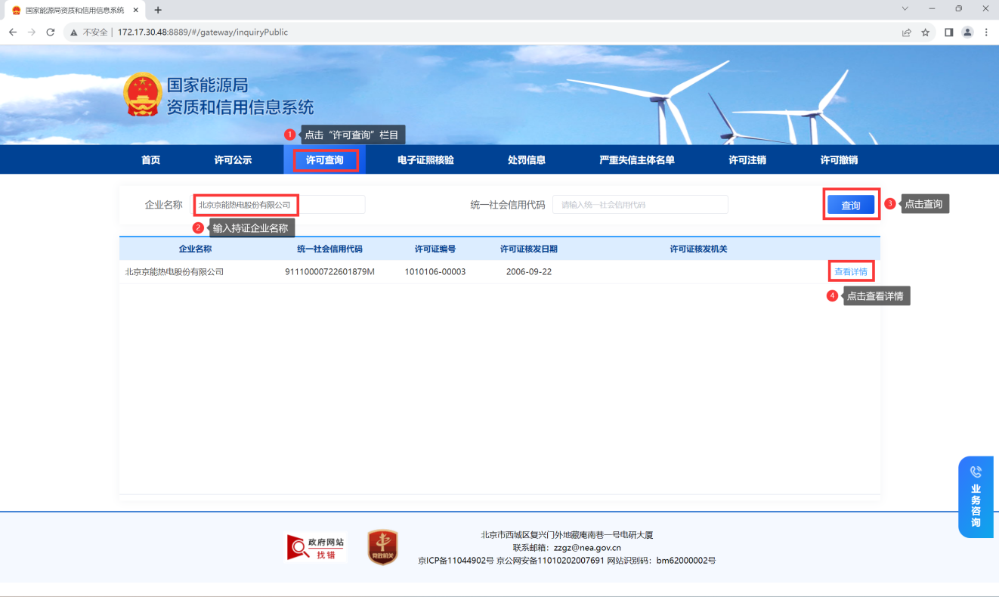 国家能源局资质和信用信息系统
不安全 172.17.30.48:8889/#/gateway/inquiryPublic
国家能源局
资质和信用信息系统
1 点击“许可查询”栏目
首页 许可公示 许可查询 电子证照核验 处罚信息 严重失信主体名单 许可注销 许可撤销
企业名称 北京京能热电股份有限公司 统一社会信用代码 请输入统一社会信用代码 查询 3 点击查询
2 输入持证企业名称
企业名称 统一社会信用代码 许可证编号 许可证核发日期 许可证核发机关
北京京能热电股份有限公司 91110000722601879M 1010106-00003 2006-09-22 查看详情
4 点击查看详情
业务咨询
政府网站
找错
党政机关
北京市西城区复兴门外地藏庵南巷一号电研大厦
联系邮箱：zzgz@nea.gov.cn
京ICP备11044902号 京公网安备11010202007691 网站识别码：bm62000002号